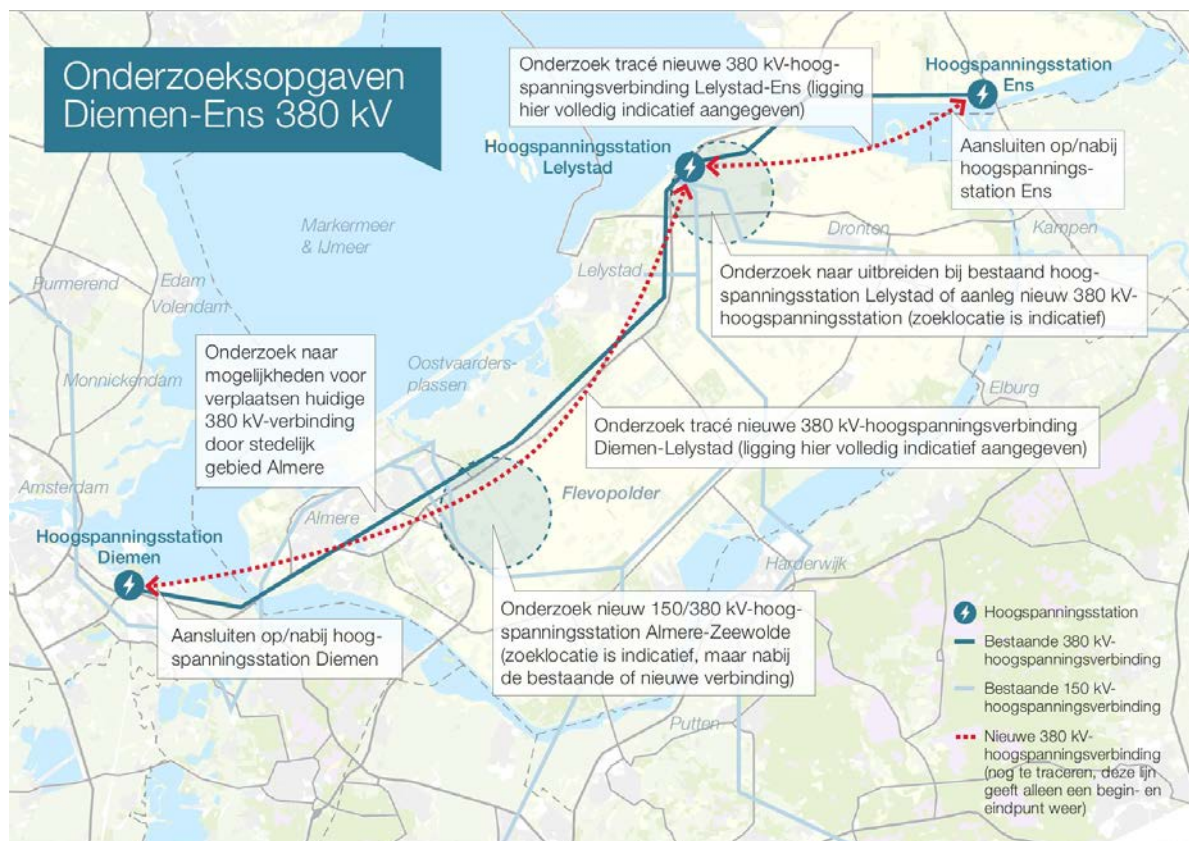 Onderzoeksopgaven
Diemen-Ens 380 kV
Onderzoek tracé nieuwe 380 kV-hoog-
spanningsverbinding Lelystad-Ens (ligging
hier volledig indicatief aangegeven)
Hoogspanningsstation
Ens
Hoogspanningsstation
Lelystad
Aansluiten op/nabij
hoogspannings-
station Ens
Markermeer
& IJmeer
Dronten
Kampen
Lelystad
Purmerend
Edam
Volendam
Onderzoek naar uitbreiden bij bestaand hoog-
spanningsstation Lelystad of aanleg nieuw 380 kV-
hoogspanningsstation (zoeklocatie is indicatief)
Onderzoek naar
mogelijkheden voor
verplaatsen huidige
380 kV-verbinding
door stedelijk
gebied Almere
Oostvaarders-
plassen
Monnickendam
Elburg
Onderzoek tracé nieuwe 380 kV-hoogspanningsverbinding
Diemen-Lelystad (ligging hier volledig indicatief aangegeven)
Flevopolder
Amsterdam
Almere
Hoogspanningsstation
Diemen
Harderwijk
Aansluiten op/nabij hoog-
spanningsstation Diemen
Onderzoek nieuw 150/380 kV-hoog-
spanningsstation Almere-Zeewolde
(zoeklocatie is indicatief, maar nabij
de bestaande of nieuwe verbinding)
Putten
Hoogspanningsstation
Bestaande 380 kV-
hoogspanningsverbinding
Bestaande 150 kV-
hoogspanningsverbinding
Nieuwe 380 kV-
hoogspanningsverbinding
(nog te traceren, deze lijn
geeft alleen een begin- en
eindpunt weer)